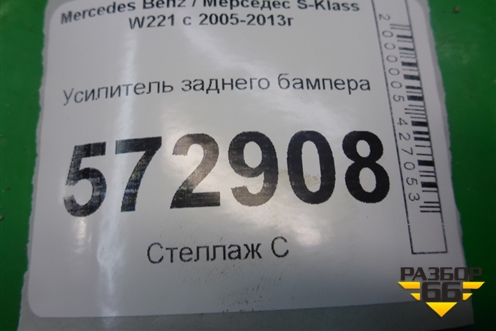 Mercedes Benz / Мерседес S-Klass
W221 с 2005-2013г
Усилитель заднего бампера
572908
Стеллаж С
2000005427053
РАЗБОР
66